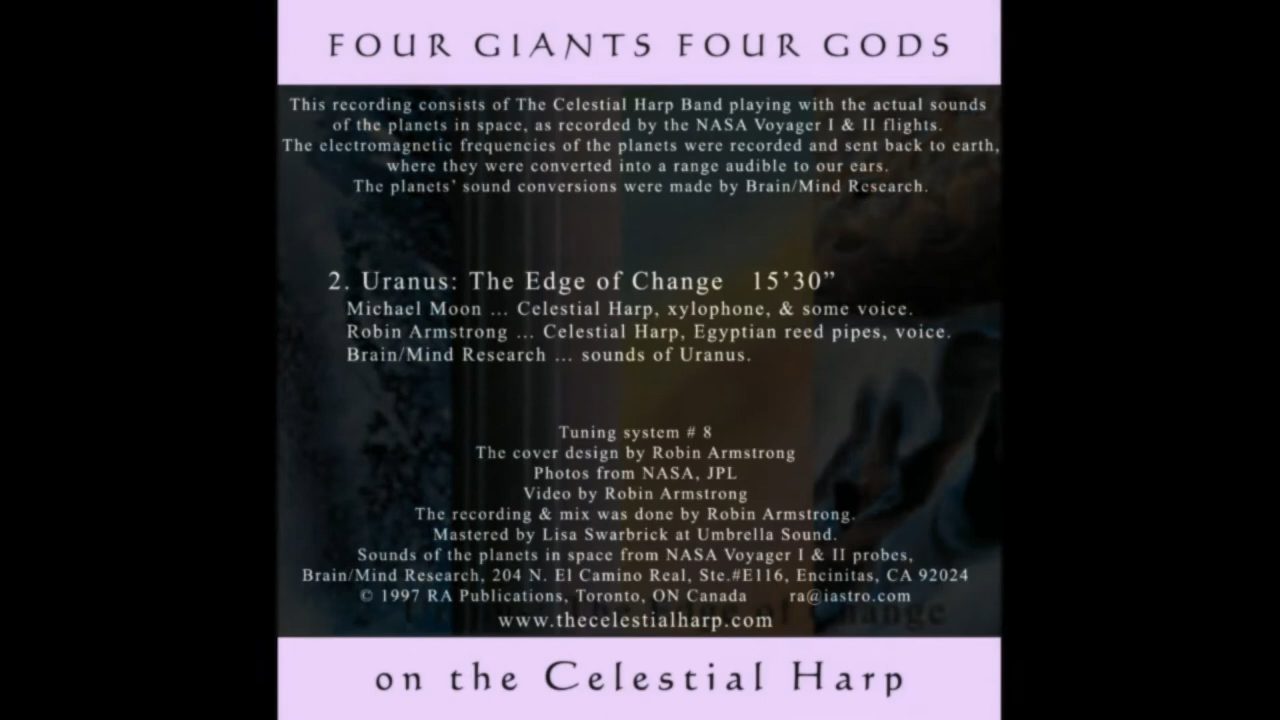 FOUR GIANTS FOUR GODS
This recording consists of The Celestial Harp Band playing with the actual sounds
of the planets in space, as recorded by the NASA Voyager I & II flights.
The electromagnetic frequencies of the planets were recorded and sent back to earth,
where they were converted into a range audible to our ears.
The planets’ sound conversions were made by Brain/Mind Research.
2. Uranus: The Edge of Change 15’30”
Michael Moon ... Celestial Harp, xylophone, & some voice.
Robin Armstrong ... Celestial Harp, Egyptian reed pipes, voice.
Brain/Mind Research ... sounds of Uranus.
Tuning system # 8
The cover design by Robin Armstrong
Photos from NASA, JPL
Video by Robin Armstrong
The recording & mix was done by Robin Armstrong.
Mastered by Lisa Swarbrick at Umbrella Sound.
Sounds of the planets in space from NASA Voyager I & II probes,
Brain/Mind Research, 204 N. El Camino Real, Ste.#E116, Encinitas, CA 92024
© 1997 RA Publications, Toronto, ON Canada ra@iastro.com
www.thecelestialharp.com
The Edge of Change
on the Celestial Harp